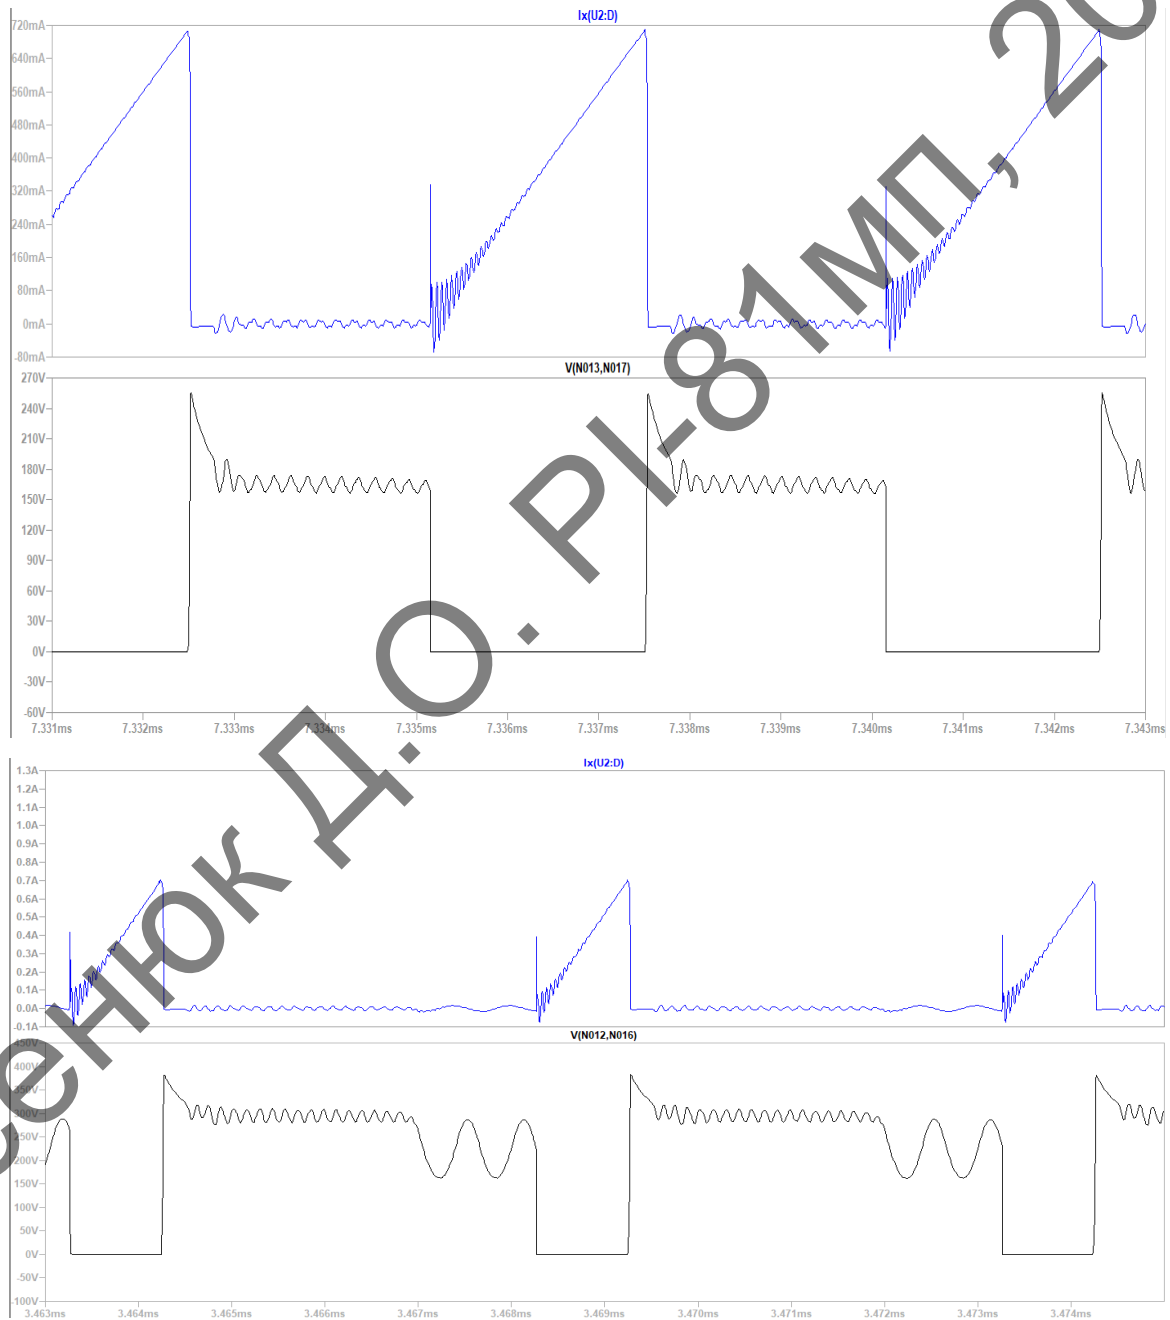 Ix(U2:D)
720mA
640mA
560mA
480mA
400mA
320mA
240mA
160mA
80mA
0mA
-80mA
V(N013,N017)
270V
240V
210V
180V
150V
120V
90V
60V
30V
0V
-30V
-60V
7.331ms 7.332ms 7.333ms 7.334ms 7.335ms 7.336ms 7.337ms 7.338ms 7.339ms 7.340ms 7.341ms 7.342ms 7.343ms
Ix(U2:D)
1.3A
1.2A
1.1A
1.0A
0.9A
0.8A
0.7A
0.6A
0.5A
0.4A
0.3A
0.2A
0.1A
0.0A
-0.1A
V(N012,N016)
450V
400V
350V
300V
250V
200V
150V
100V
50V
0V
-50V
-100V
3.463ms 3.464ms 3.465ms 3.466ms 3.467ms 3.468ms 3.469ms 3.470ms 3.471ms 3.472ms 3.473ms 3.474ms
Д.О. РІ-81мп, 20